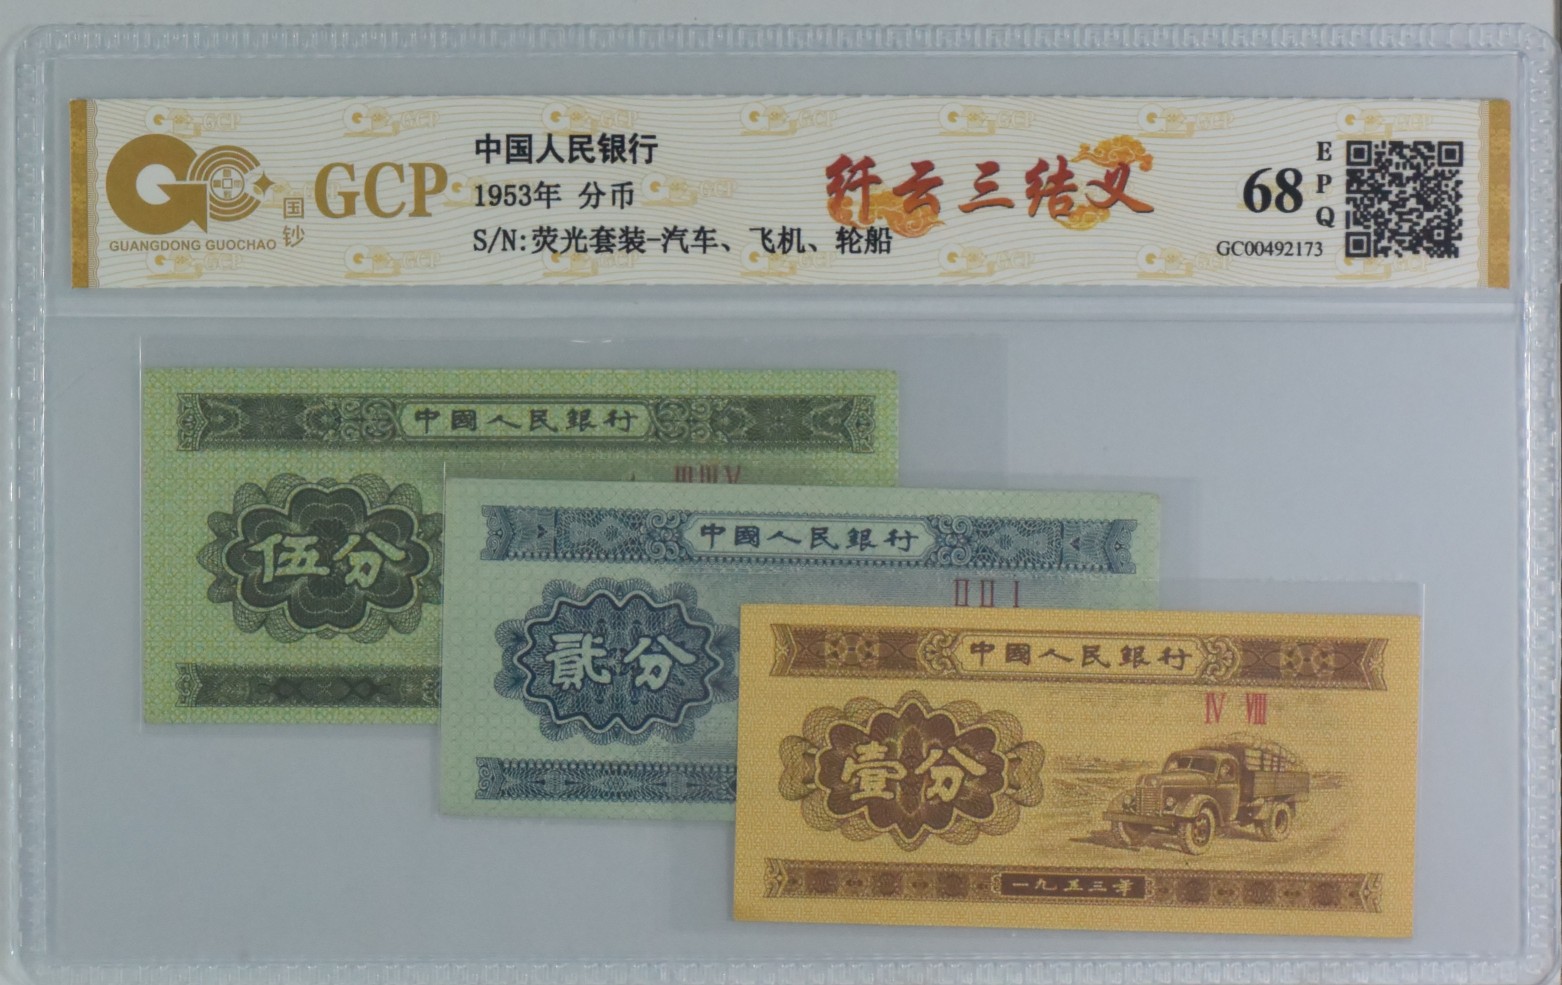 GCP
国钞
GUANGDONG GUOCHAO
中国人民银行
1953年 分币
S/N:荧光套装-汽车、飞机、轮船
纤云三结义
68
EPQ
GC00492173
中國人民銀行
III III V
伍分
中國人民銀行
II II I
貳分
中國人民銀行
IV VIII
壹分
一九五三年